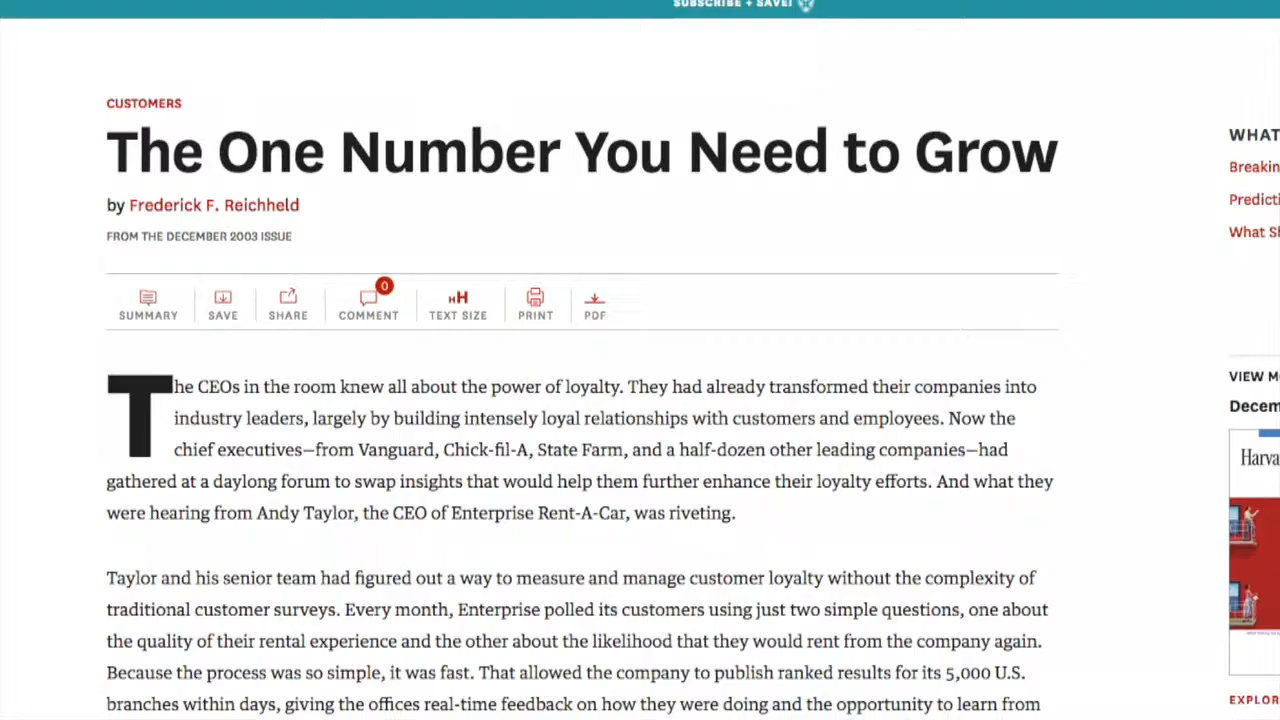 SUBSCRIBE + SAVE!
CUSTOMERS
The One Number You Need to Grow
by Frederick F. Reichheld
FROM THE DECEMBER 2003 ISSUE
0
SUMMARY SAVE SHARE COMMENT HH TEXT SIZE PRINT PDF
The CEOs in the room knew all about the power of loyalty. They had already transformed their companies into
industry leaders, largely by building intensely loyal relationships with customers and employees. Now the
chief executives—from Vanguard, Chick-fil-A, State Farm, and a half-dozen other leading companies—had
gathered at a daylong forum to swap insights that would help them further enhance their loyalty efforts. And what they
were hearing from Andy Taylor, the CEO of Enterprise Rent-A-Car, was riveting.
Taylor and his senior team had figured out a way to measure and manage customer loyalty without the complexity of
traditional customer surveys. Every month, Enterprise polled its customers using just two simple questions, one about
the quality of their rental experience and the other about the likelihood that they would rent from the company again.
Because the process was so simple, it was fast. That allowed the company to publish ranked results for its 5,000 U.S.
branches within days, giving the offices real-time feedback on how they were doing and the opportunity to learn from
WHAT
Breakin
Predicti
What Sh
VIEW M
Decem
Harva
EXPLOR